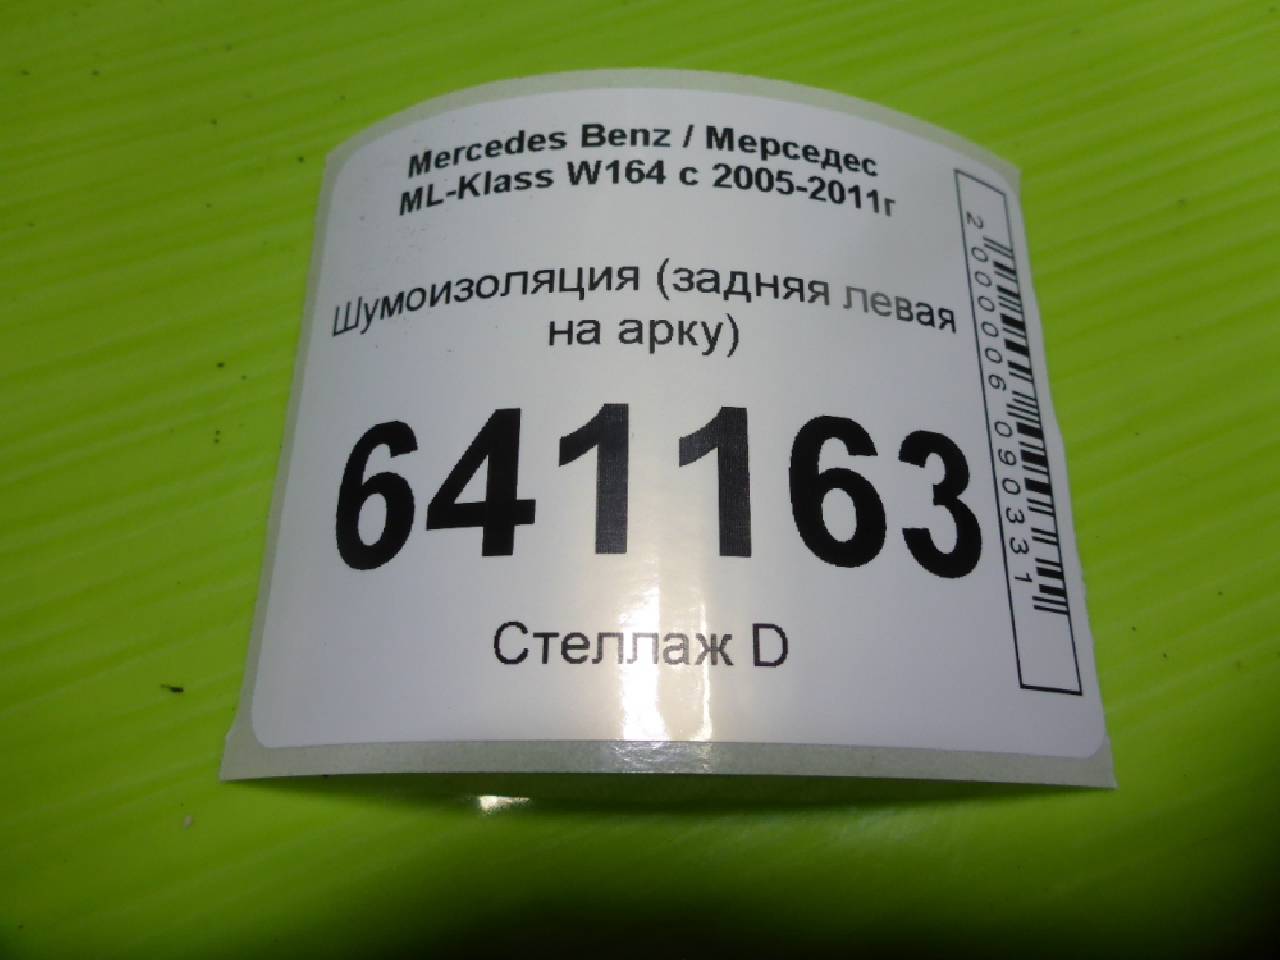 Mercedes Benz / Мерседес
ML-Klass W164 с 2005-2011г
Шумоизоляция (задняя левая
на арку)
641163
Стеллаж D
2000006090331